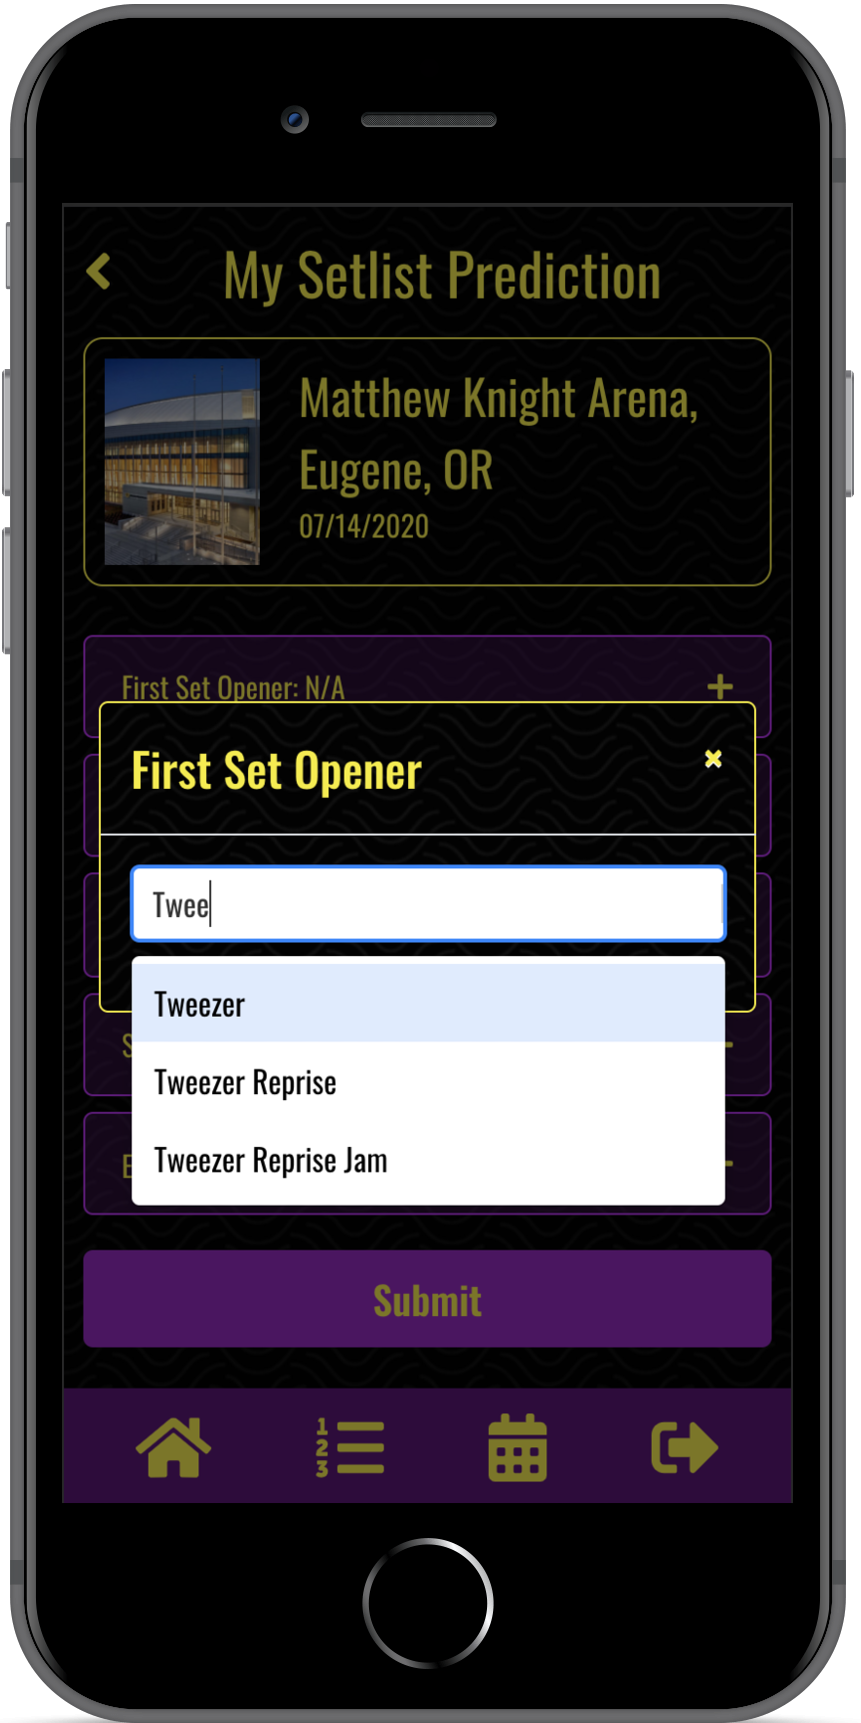 My Setlist Prediction
Matthew Knight Arena,
Eugene, OR
07/14/2020
First Set Opener: N/A
First Set Opener
Twee
Tweezer
Tweezer Reprise
Tweezer Reprise Jam
Submit
1
2
3